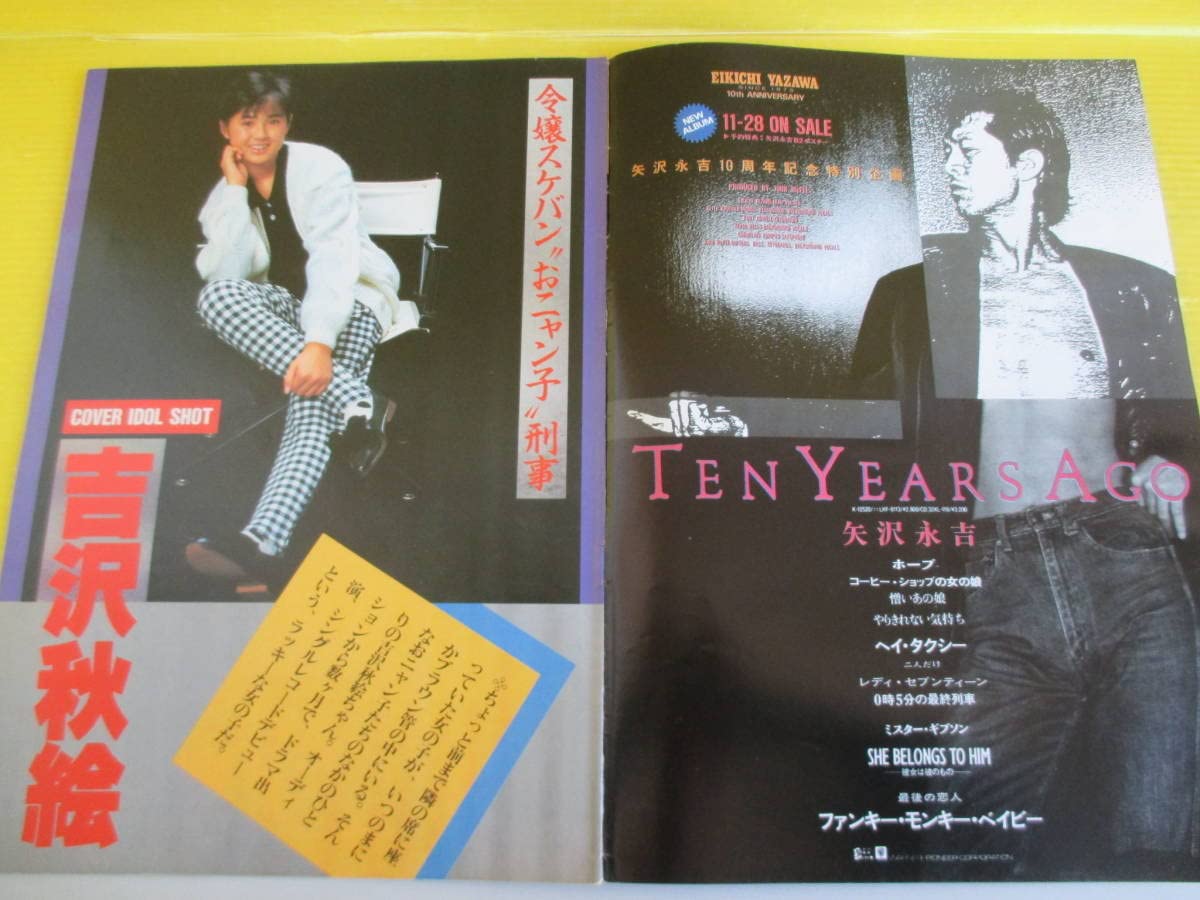 令嬢スケバン〝おニャン子〟刑事
COVER IDOL SHOT
吉沢秋絵
ちょっと前まで隣の席に座
っていた女の子が、いつのまに
かブラウン管の中にいる。そん
なおニャン子たちのなかのひと
りの吉沢秋絵ちゃん。オーディ
ションから数ヶ月で、ドラマ出
演、シングルレコードデビュー
という、ラッキーな女の子だ。
EIKICHI YAZAWA
SINCE 1975
10th ANNIVERSARY
NEW ALBUM
11-28 ON SALE
矢沢永吉10周年記念特別企画
TEN YEARS AGO
矢沢永吉
ホープ
コーヒー・ショップの女の娘
憎いあの娘
やりきれない気持ち
ヘイ・タクシー
二人だけ
レディ・セブンティーン
0時5分の最終列車
ミスター・ギブソン
SHE BELONGS TO HIM
彼女は彼のもの
最後の恋人
ファンキー・モンキー・ベイビー
WARNER-PIONEER CORPORATION